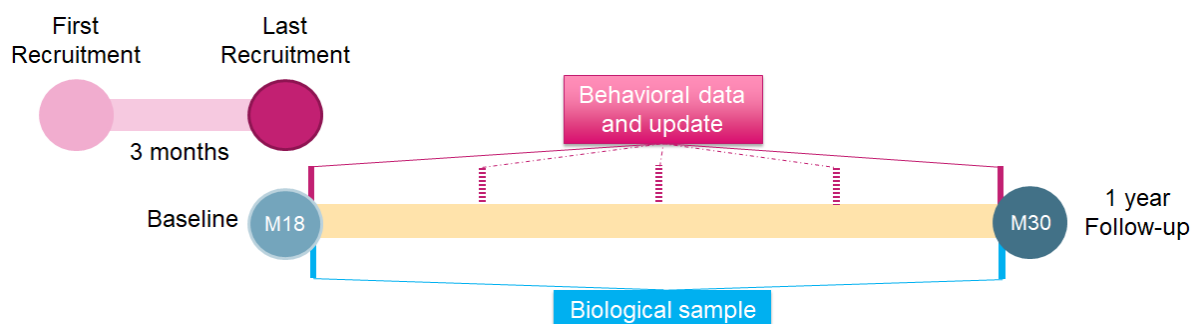 First
Recruitment
Last
Recruitment
3 months
Behavioral data
and update
Baseline
M18
M30
1 year
Follow-up
Biological sample